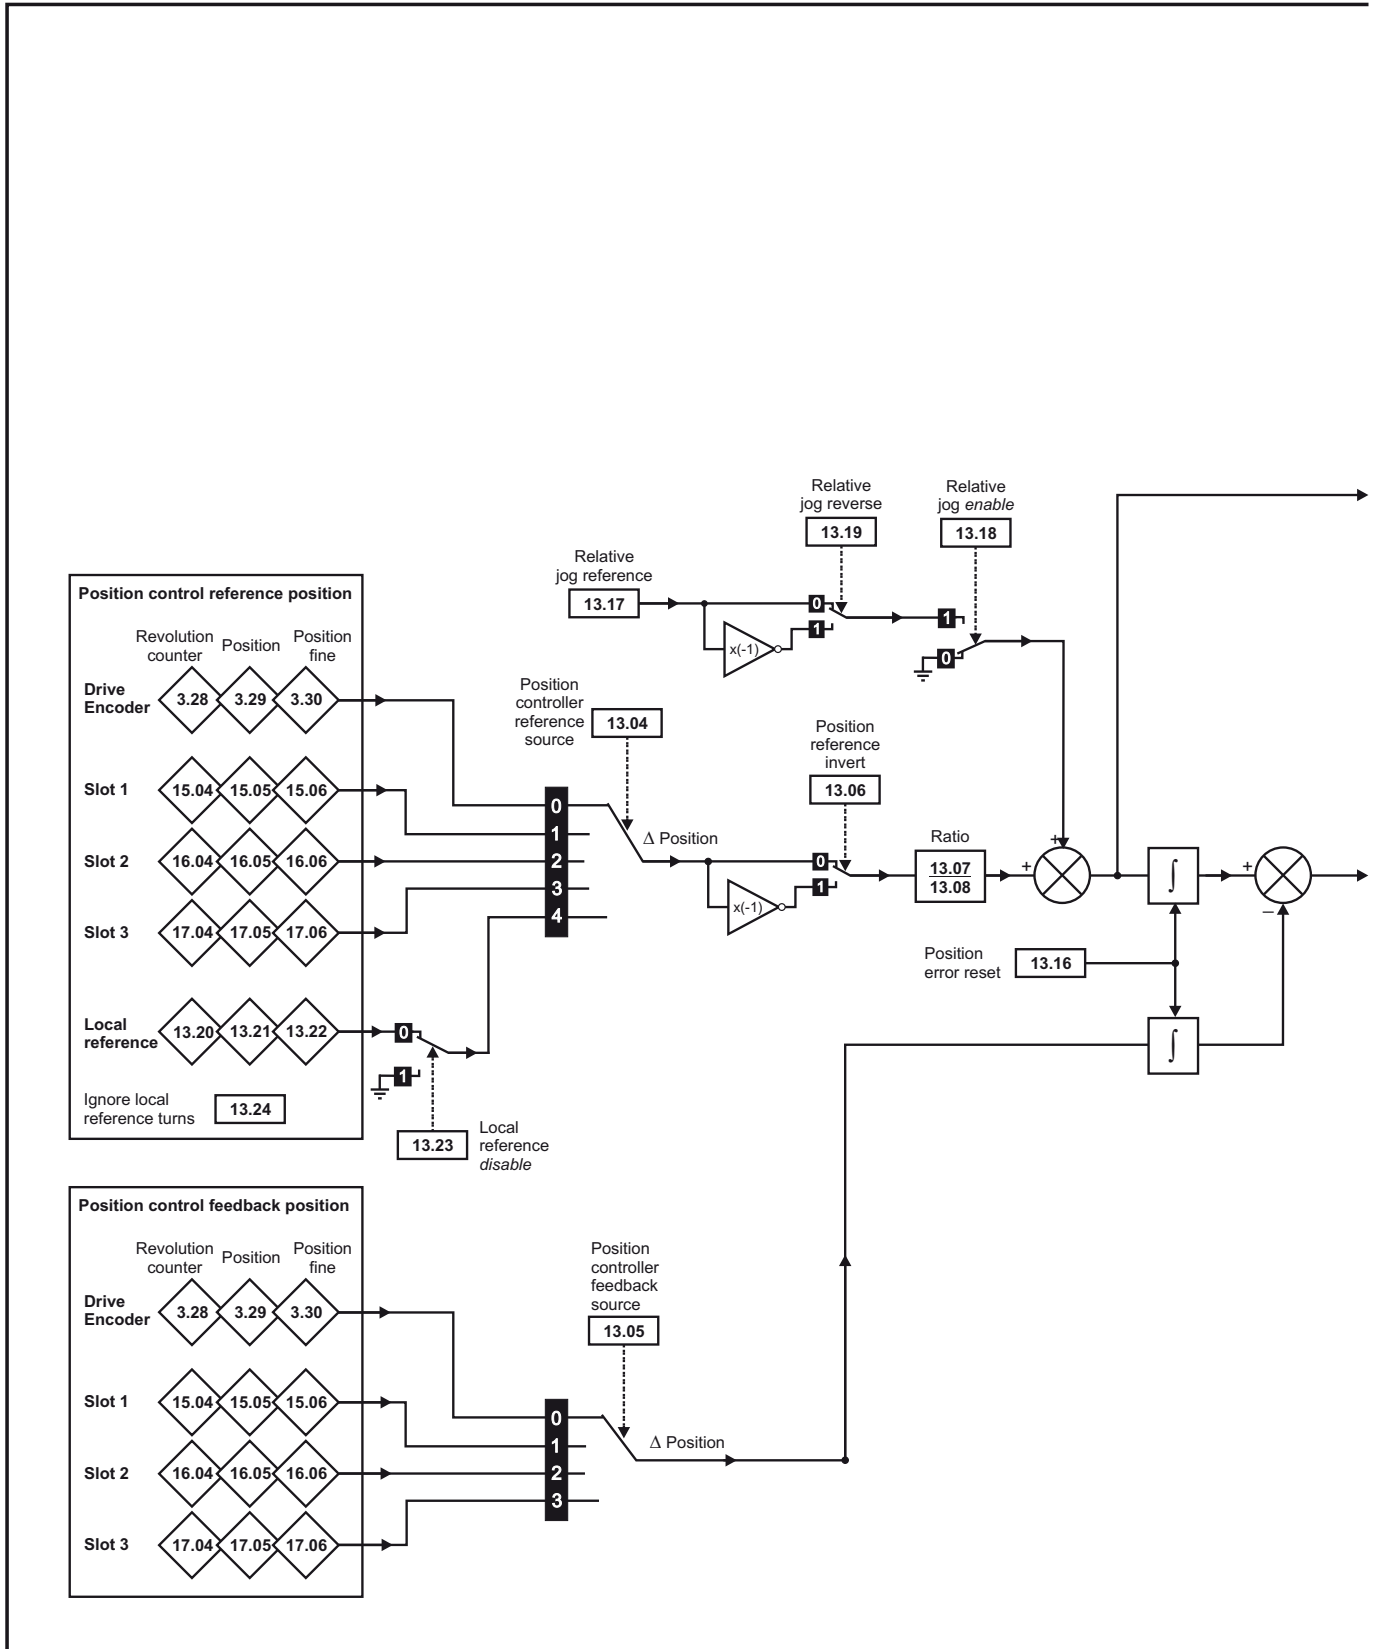 Relative
jog reverse
13.19
Relative
jog enable
13.18
Relative
jog reference
13.17
0
1
x(-1)
1
0
Position control reference position
Revolution
counter
Position
Position
fine
Drive
Encoder
3.28
3.29
3.30
Slot 1
15.04
15.05
15.06
Slot 2
16.04
16.05
16.06
Slot 3
17.04
17.05
17.06
Local
reference
13.20
13.21
13.22
Ignore local
reference turns
13.24
0
1
13.23
Local
reference
disable
Position
controller
reference
source
13.04
0
1
2
3
4
Δ Position
x(-1)
Position
reference
invert
13.06
0
1
Ratio
13.07
13.08
+
+
∫
+
−
Position
error reset
13.16
∫
Position control feedback position
Revolution
counter
Position
Position
fine
Drive
Encoder
3.28
3.29
3.30
Slot 1
15.04
15.05
15.06
Slot 2
16.04
16.05
16.06
Slot 3
17.04
17.05
17.06
Position
controller
feedback
source
13.05
0
1
2
3
Δ Position